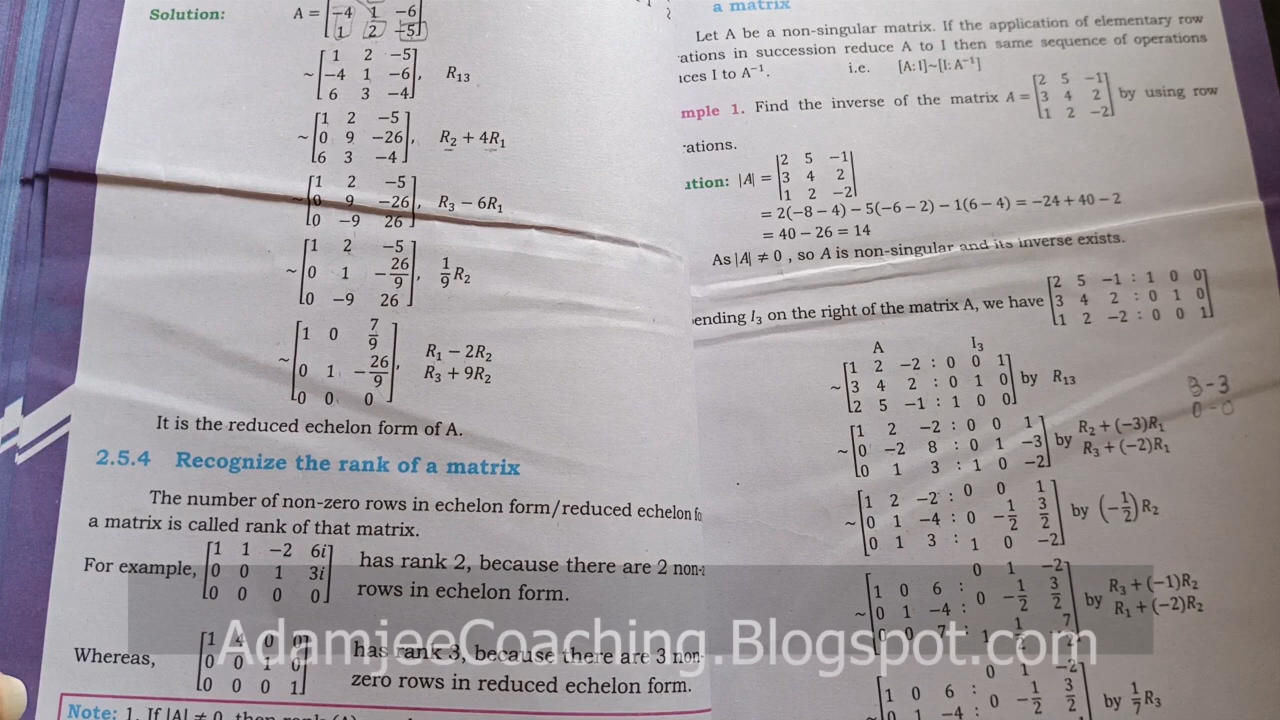 Solution: A = [ −4 1 −6 ; 1 2 −5 ]
~ [ 1 2 −5 ; −4 1 −6 ; 6 3 −4 ], R13
~ [ 1 2 −5 ; 0 9 −26 ; 6 3 −4 ], R2 + 4R1
~ [ 1 2 −5 ; 0 9 −26 ; 0 −9 26 ], R3 − 6R1
~ [ 1 2 −5 ; 0 1 −26/9 ; 0 −9 26 ], 1/9 R2
~ [ 1 0 7/9 ; 0 1 −26/9 ; 0 0 0 ], R1 − 2R2 R3 + 9R2
It is the reduced echelon form of A.
2.5.4 Recognize the rank of a matrix
The number of non-zero rows in echelon form/reduced echelon
a matrix is called rank of that matrix.
For example, [ 1 1 −2 6i ; 0 0 1 3i ; 0 0 0 0 ] has rank 2, because there are 2 non-
rows in echelon form.
Whereas, [ 1 4 0 0 ; 0 0 1 0 ; 0 0 0 1 ] has rank 3, because there are 3 non-
zero rows in reduced echelon form.
Note: 1. If |A| ≠ 0, then
a matrix
Let A be a non-singular matrix. If the application of elementary row
ations in succession reduce A to I then same sequence of operations
ices I to A⁻¹. i.e. [A:I]~[I:A⁻¹]
mple 1. Find the inverse of the matrix A = [ 2 5 −1 ; 3 4 2 ; 1 2 −2 ] by using row
ations.
ution: |A| = | 2 5 −1 ; 3 4 2 ; 1 2 −2 |
= 2(−8 − 4) − 5(−6 − 2) − 1(6 − 4) = −24 + 40 − 2
= 40 − 26 = 14
As |A| ≠ 0 , so A is non-singular and its inverse exists.
ending I3 on the right of the matrix A, we have [ 2 5 −1 : 1 0 0 ; 3 4 2 : 0 1 0 ; 1 2 −2 : 0 0 1 ]
A I3
~ [ 1 2 −2 : 0 0 1 ; 3 4 2 : 0 1 0 ; 2 5 −1 : 1 0 0 ] by R13
3-3
0-0
~ [ 1 2 −2 : 0 0 1 ; 0 −2 8 : 0 1 −3 ; 0 1 3 : 1 0 −2 ] by R2 + (−3)R1 R3 + (−2)R1
~ [ 1 2 −2 : 0 0 1 ; 0 1 −4 : 0 −1/2 3/2 ; 0 1 3 : 1 0 −2 ] by (−1/2)R2
~ [ 1 0 6 : 0 1 −2 ; 0 1 −4 : 0 −1/2 3/2 ; 0 0 7 : 1 1/2 7/2 ] by R3 + (−1)R2 R1 + (−2)R2
[ 1 0 6 : 0 1 −2 ; 0 1 −4 : 0 −1/2 3/2 ] by 1/7 R3
AdamjeeCoaching.Blogspot.com